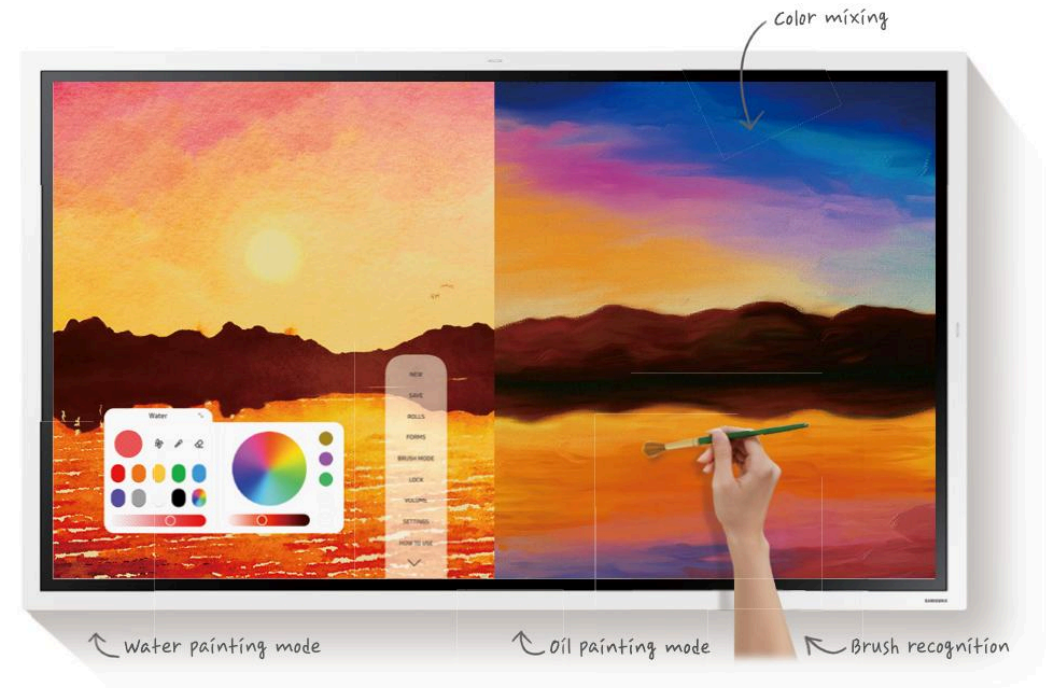 Color mixing
NEW
SAVE
ROLLS
FORMS
BRUSH MODE
LOCK
VOLUME
SETTINGS
HOW TO USE
Water
SAMSUNG
Water painting mode
Oil painting mode
Brush recognition